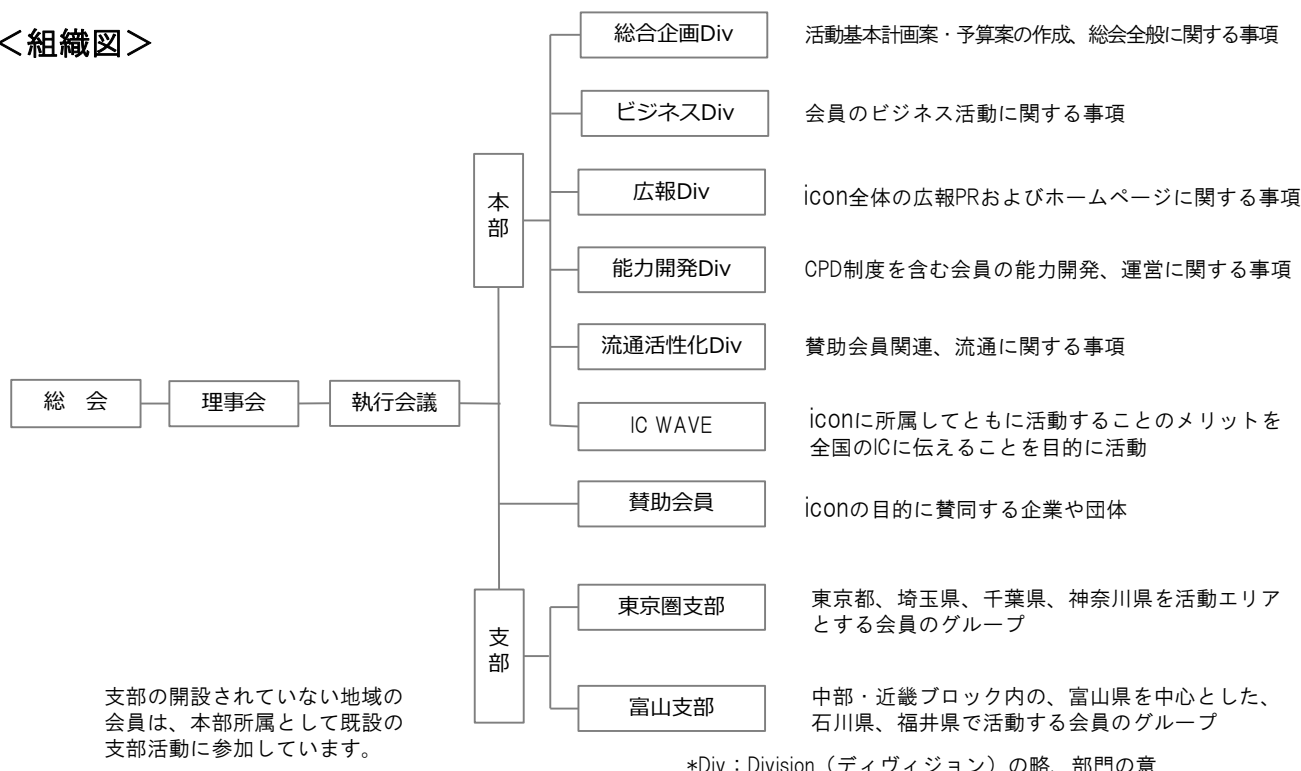 ＜組織図＞
総合企画Div
活動基本計画案・予算案の作成、総会全般に関する事項
ビジネスDiv
会員のビジネス活動に関する事項
本部
広報Div
icon全体の広報PRおよびホームページに関する事項
能力開発Div
CPD制度を含む会員の能力開発、運営に関する事項
流通活性化Div
賛助会員関連、流通に関する事項
総　会
理事会
執行会議
IC WAVE
iconに所属してともに活動することのメリットを
全国のICに伝えることを目的に活動
賛助会員
iconの目的に賛同する企業や団体
支部
東京圏支部
東京都、埼玉県、千葉県、神奈川県を活動エリア
とする会員のグループ
富山支部
中部・近畿ブロック内の、富山県を中心とした、
石川県、福井県で活動する会員のグループ
支部の開設されていない地域の
会員は、本部所属として既設の
支部活動に参加しています。
*Div：Division（ディヴィジョン）の略、部門の意